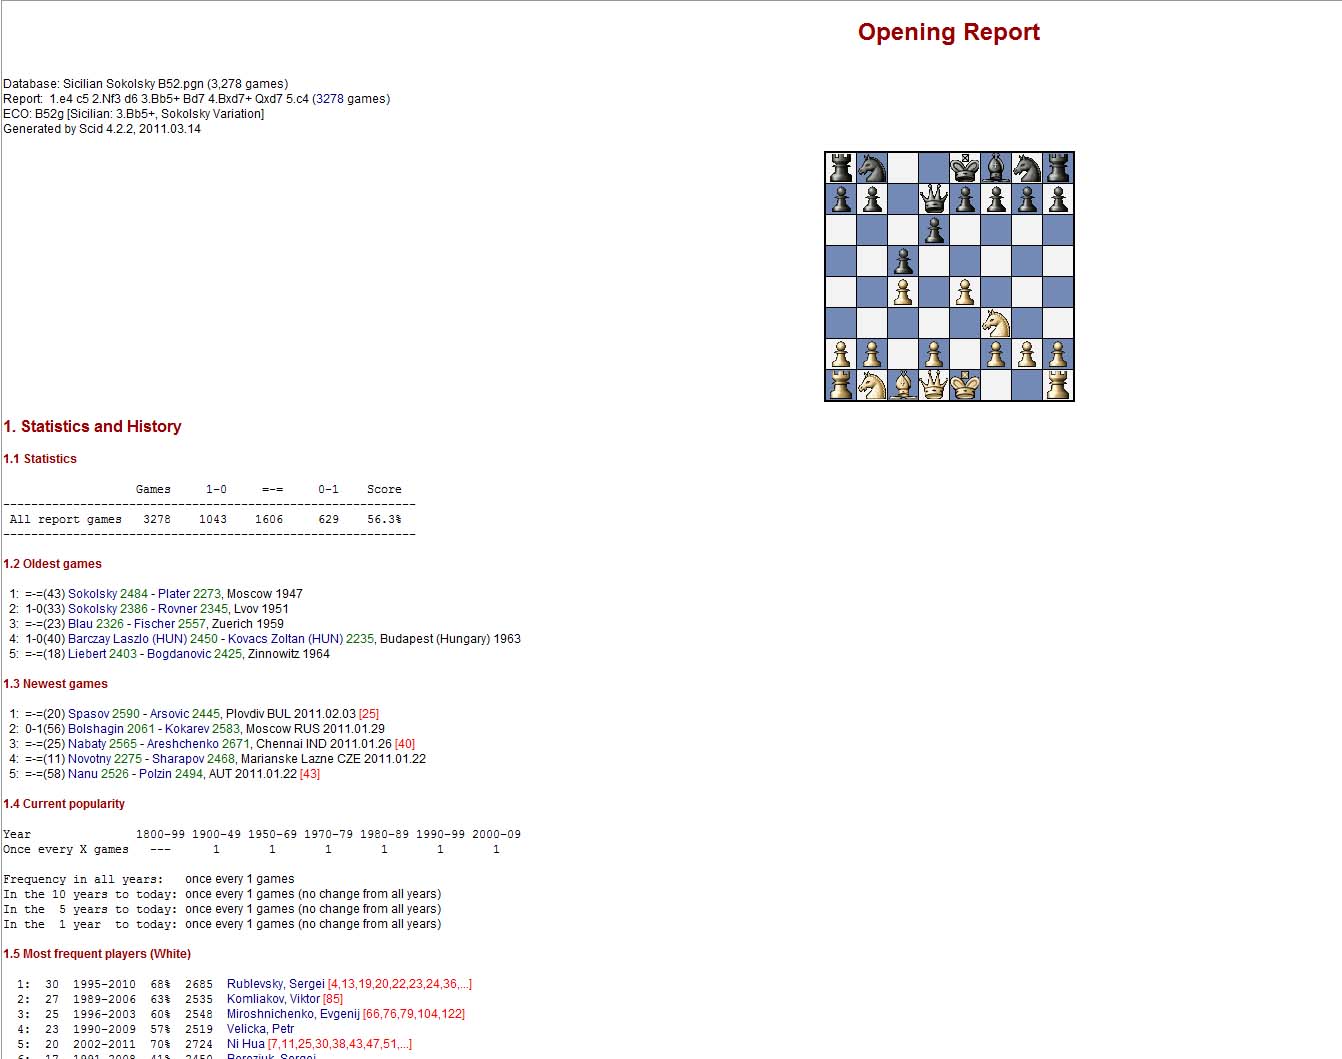 Opening Report
Database: Sicilian Sokolsky B52.pgn (3,278 games)
Report:  1.e4 c5 2.Nf3 d6 3.Bb5+ Bd7 4.Bxd7+ Qxd7 5.c4 (3278 games)
ECO: B52g [Sicilian: 3.Bb5+, Sokolsky Variation]
Generated by Scid 4.2.2, 2011.03.14
1. Statistics and History
1.1 Statistics
Games 1-0 =-= 0-1 Score
-----------------------------------------------------------
All report games 3278 1043 1606 629 56.3%
-----------------------------------------------------------
1.2 Oldest games
1: =-=(43) Sokolsky 2484 - Plater 2273, Moscow 1947
2: 1-0(33) Sokolsky 2386 - Rovner 2345, Lvov 1951
3: =-=(23) Blau 2326 - Fischer 2557, Zuerich 1959
4: 1-0(40) Barczay Laszlo (HUN) 2450 - Kovacs Zoltan (HUN) 2235, Budapest (Hungary) 1963
5: =-=(18) Liebert 2403 - Bogdanovic 2425, Zinnowitz 1964
1.3 Newest games
1: =-=(20) Spasov 2590 - Arsovic 2445, Plovdiv BUL 2011.02.03 [25]
2: 0-1(56) Bolshagin 2061 - Kokarev 2583, Moscow RUS 2011.01.29
3: =-=(25) Nabaty 2565 - Areshchenko 2671, Chennai IND 2011.01.26 [40]
4: =-=(11) Novotny 2275 - Sharapov 2468, Marianske Lazne CZE 2011.01.22
5: =-=(58) Nanu 2526 - Polzin 2494, AUT 2011.01.22 [43]
1.4 Current popularity
Year 1800-99 1900-49 1950-69 1970-79 1980-89 1990-99 2000-09
Once every X games --- 1 1 1 1 1 1
Frequency in all years: once every 1 games
In the 10 years to today: once every 1 games (no change from all years)
In the  5 years to today: once every 1 games (no change from all years)
In the  1 year  to today: once every 1 games (no change from all years)
1.5 Most frequent players (White)
1: 30 1995-2010 68% 2685 Rublevsky, Sergei [4,13,19,20,22,23,24,36,...]
2: 27 1989-2006 63% 2535 Komliakov, Viktor [85]
3: 25 1996-2003 60% 2548 Miroshnichenko, Evgenij [66,76,79,104,122]
4: 23 1990-2009 57% 2519 Velicka, Petr
5: 20 2002-2011 70% 2724 Ni Hua [7,11,25,30,38,43,47,51,...]
6: 17 1991-2008 41% 2450